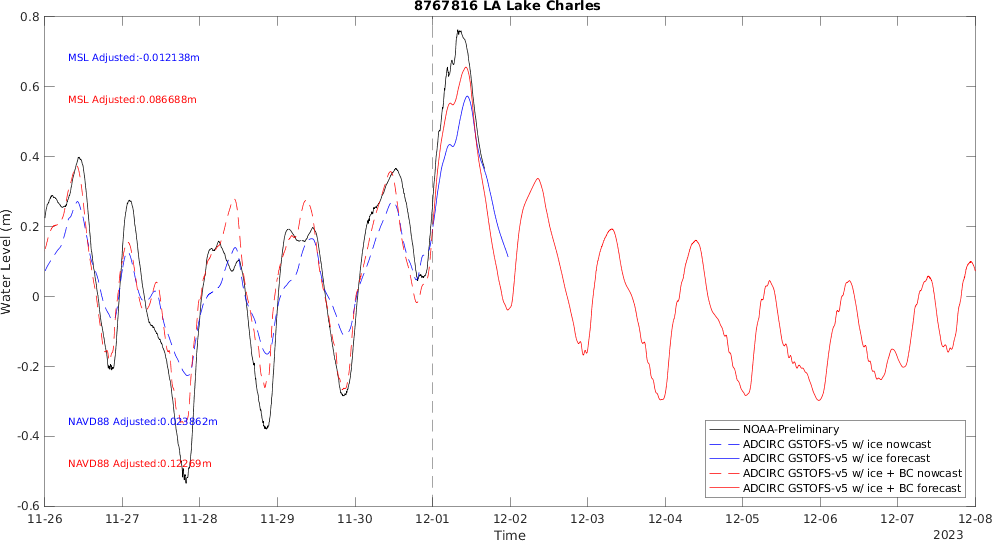 8767816 LA Lake Charles
0.8
0.6
0.4
0.2
0
-0.2
-0.4
-0.6
Water Level (m)
MSL Adjusted:-0.012138m
MSL Adjusted:0.086688m
NAVD88 Adjusted:0.023862m
NAVD88 Adjusted:0.12269m
NOAA-Preliminary
ADCIRC GSTOFS-v5 w/ ice nowcast
ADCIRC GSTOFS-v5 w/ ice forecast
ADCIRC GSTOFS-v5 w/ ice + BC nowcast
ADCIRC GSTOFS-v5 w/ ice + BC forecast
11-26 11-27 11-28 11-29 11-30 12-01 12-02 12-03 12-04 12-05 12-06 12-07 12-08
Time
2023